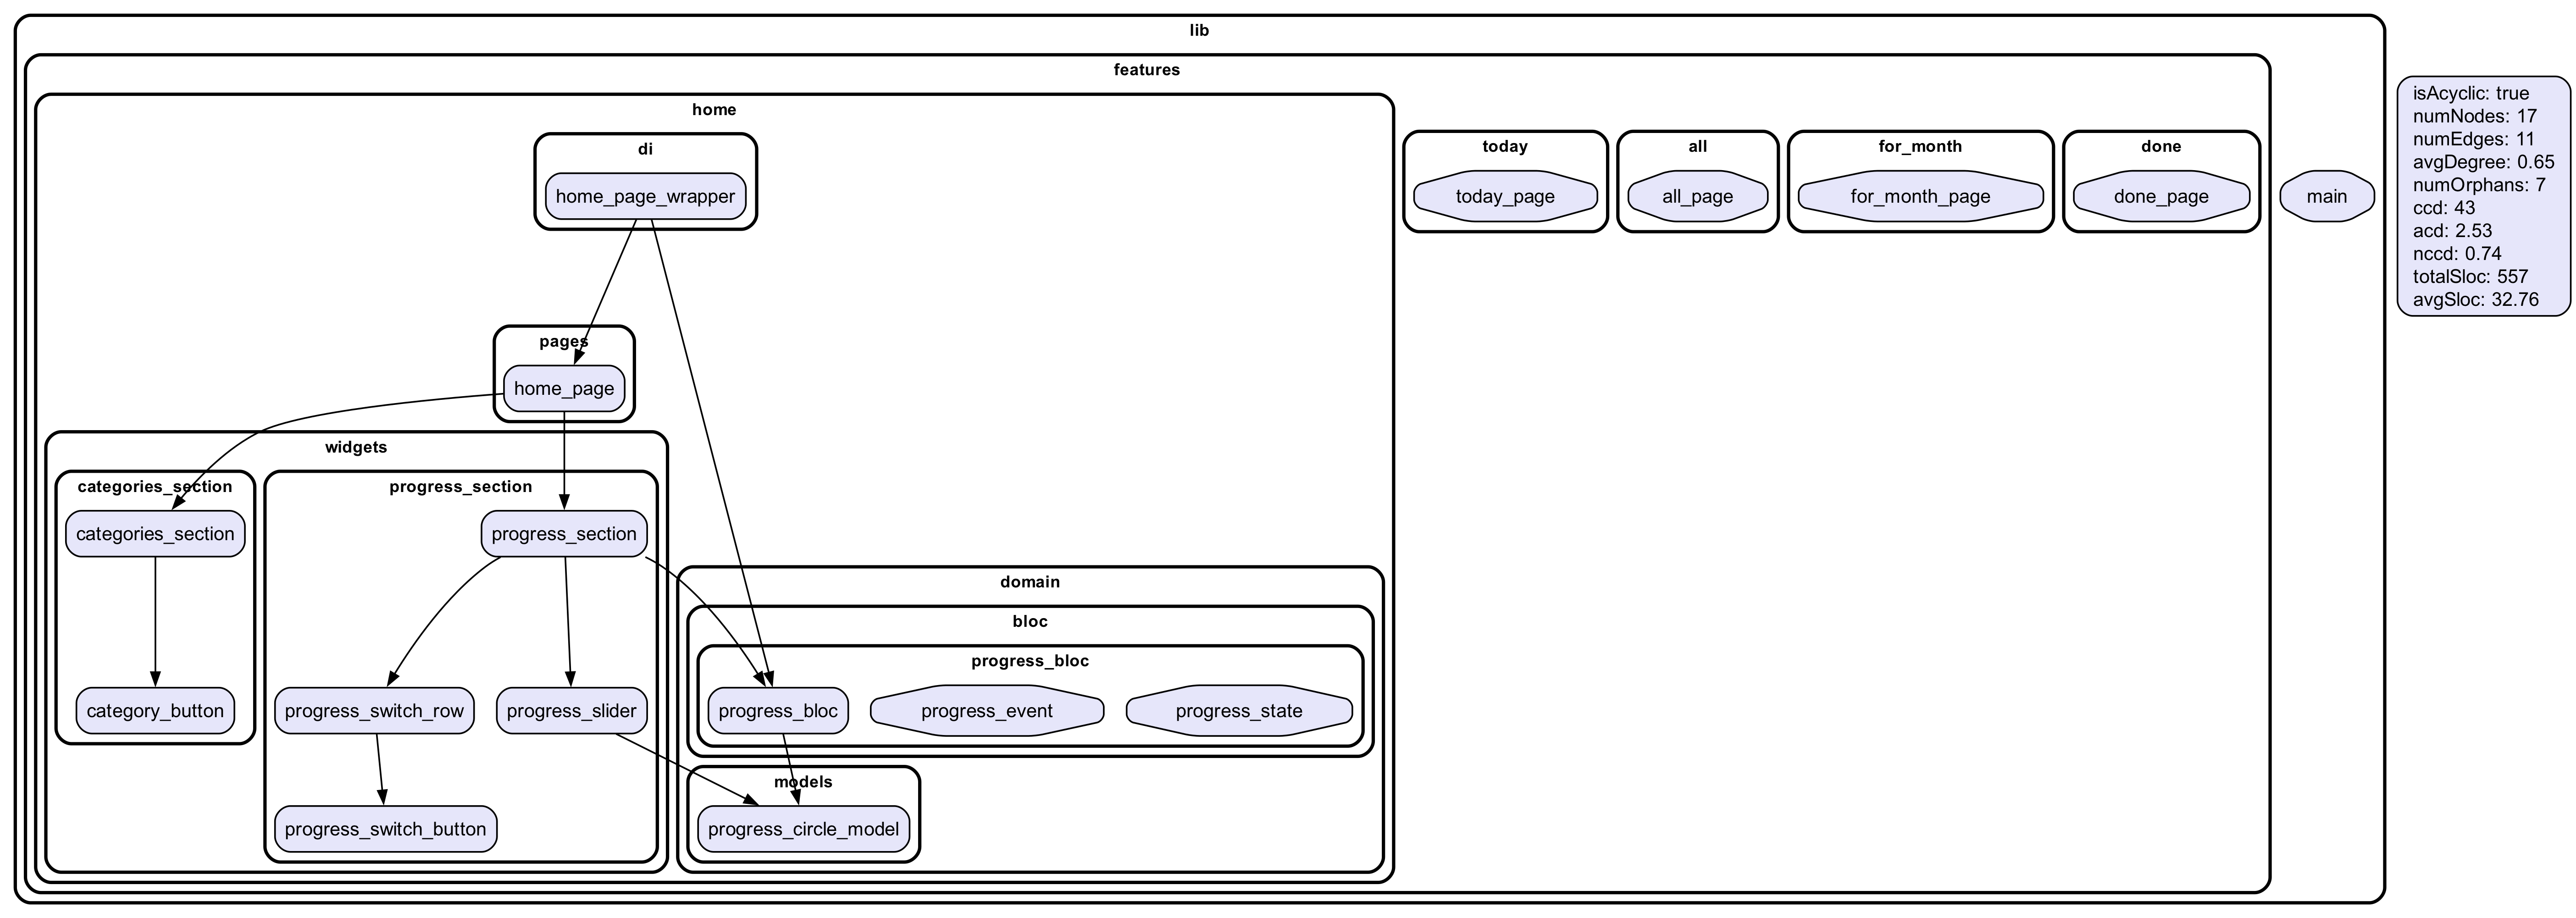 lib
features
home
di
home_page_wrapper
today
today_page
all
all_page
for_month
for_month_page
done
done_page
main
isAcyclic: true
numNodes: 17
numEdges: 11
avgDegree: 0.65
numOrphans: 7
ccd: 43
acd: 2.53
nccd: 0.74
totalSloc: 557
avgSloc: 32.76
pages
home_page
widgets
categories_section
categories_section
category_button
progress_section
progress_section
progress_switch_row
progress_slider
progress_switch_button
domain
bloc
progress_bloc
progress_bloc
progress_event
progress_state
models
progress_circle_model